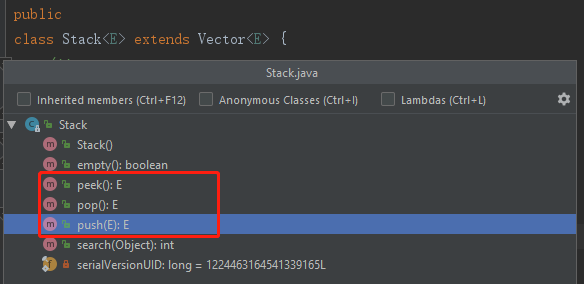 public
class Stack<E> extends Vector<E> {
Stack.java
Inherited members (Ctrl+F12) Anonymous Classes (Ctrl+I) Lambdas (Ctrl+L)
Stack
m Stack()
m empty(): boolean
m peek(): E
m pop(): E
m push(E): E
m search(Object): int
f serialVersionUID: long = 1224463164541339165L